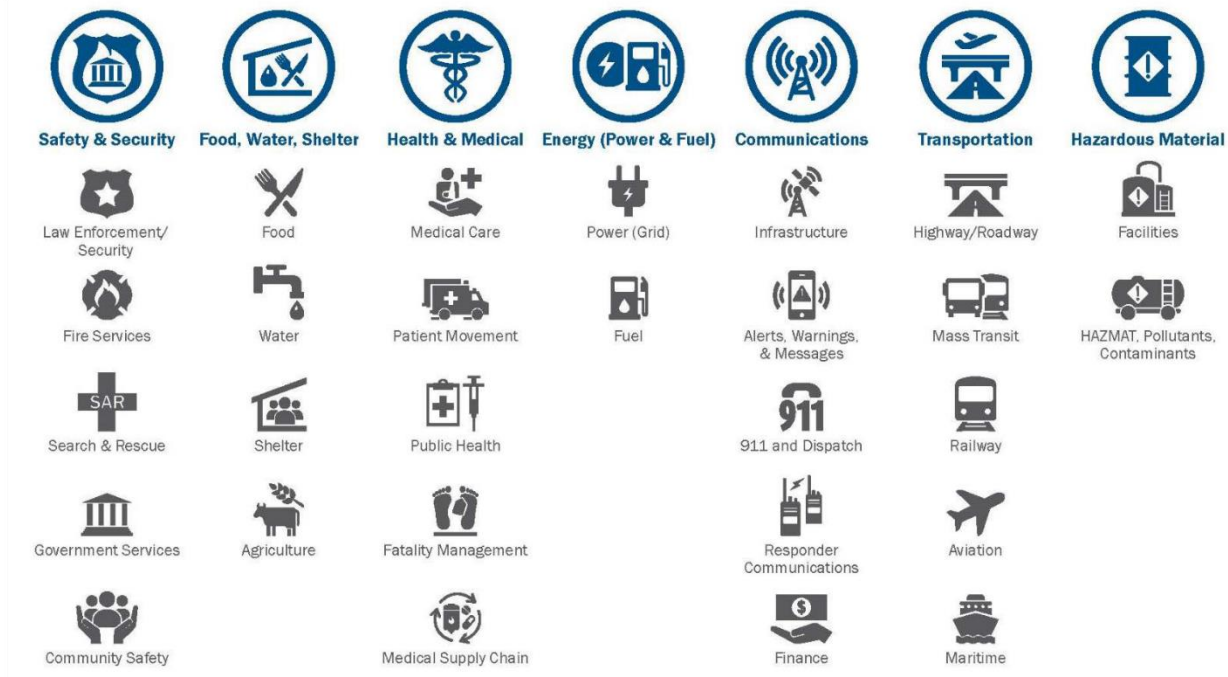 Safety & Security
Food, Water, Shelter
Health & Medical
Energy (Power & Fuel)
Communications
Transportation
Hazardous Material
Law Enforcement/
Security
Food
Medical Care
Power (Grid)
Infrastructure
Highway/Roadway
Facilities
Fire Services
Water
Patient Movement
Fuel
Alerts, Warnings,
& Messages
Mass Transit
HAZMAT, Pollutants,
Contaminants
SAR
Search & Rescue
Shelter
Public Health
911
911 and Dispatch
Railway
Government Services
Agriculture
Fatality Management
Responder
Communications
Aviation
Community Safety
Medical Supply Chain
$
Finance
Maritime